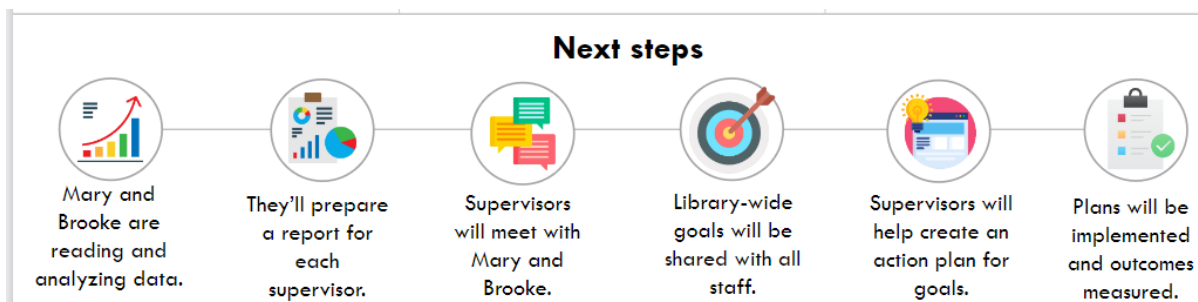 Next steps
Mary and
Brooke are
reading and
analyzing data.
They'll prepare
a report for
each
supervisor.
Supervisors
will meet with
Mary and
Brooke.
Library-wide
goals will be
shared with all
staff.
Supervisors will
help create an
action plan for
goals.
Plans will be
implemented
and outcomes
measured.